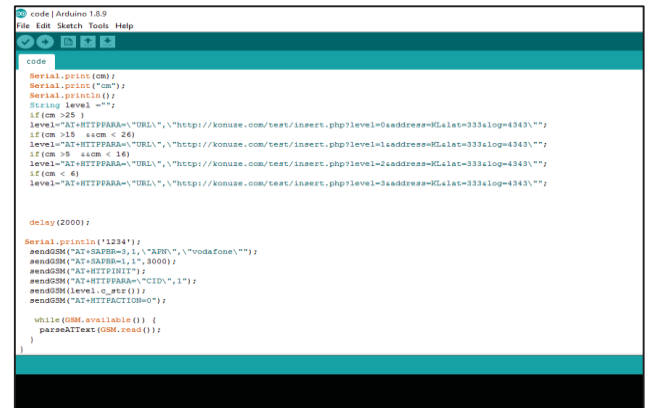 code | Arduino 1.8.9
File Edit Sketch Tools Help
code
Serial.print(cm);
Serial.print("cm");
Serial.println();
String level ="";
if(cm >25 )
level="AT+HTTPPARA=\"URL\",\"http://konuze.com/test/insert.php?level=0&address=KL&lat=333&log=4343\"";
if(cm >15 &&cm < 26)
level="AT+HTTPPARA=\"URL\",\"http://konuze.com/test/insert.php?level=1&address=KL&lat=333&log=4343\"";
if(cm >5 &&cm < 16)
level="AT+HTTPPARA=\"URL\",\"http://konuze.com/test/insert.php?level=2&address=KL&lat=333&log=4343\"";
if(cm < 6)
level="AT+HTTPPARA=\"URL\",\"http://konuze.com/test/insert.php?level=3&address=KL&lat=333&log=4343\"";
delay(2000);
Serial.println('1234');
sendGSM("AT+SAPBR=3,1,\"APN\",\"vodafone\"");
sendGSM("AT+SAPBR=1,1",3000);
sendGSM("AT+HTTPINIT");
sendGSM("AT+HTTPPARA=\"CID\",1");
sendGSM(level.c_str());
sendGSM("AT+HTTPACTION=0");
while(GSM.available()) {
parseATText(GSM.read());
}
}